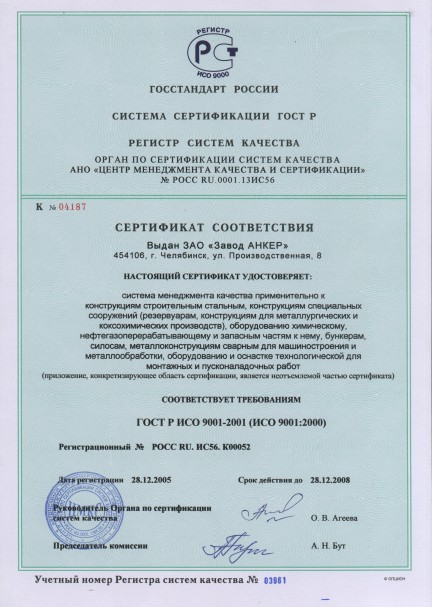 РЕГИСТР
РСТ
ИСО 9000
ГОССТАНДАРТ РОССИИ
СИСТЕМА СЕРТИФИКАЦИИ ГОСТ Р
РЕГИСТР СИСТЕМ КАЧЕСТВА
ОРГАН ПО СЕРТИФИКАЦИИ СИСТЕМ КАЧЕСТВА
АНО «ЦЕНТР МЕНЕДЖМЕНТА КАЧЕСТВА И СЕРТИФИКАЦИИ»
№ РОСС RU.0001.13ИС56
К № 04187
СЕРТИФИКАТ СООТВЕТСТВИЯ
Выдан ЗАО «Завод АНКЕР»
454106, г. Челябинск, ул. Производственная, 8
НАСТОЯЩИЙ СЕРТИФИКАТ УДОСТОВЕРЯЕТ:
система менеджмента качества применительно к
конструкциям строительным стальным, конструкциям специальных
сооружений (резервуарам, конструкциям для металлургических и
коксохимических производств), оборудованию химическому,
нефтегазоперерабатывающему и запасным частям к нему, бункерам,
силосам, металлоконструкциям сварным для машиностроения и
металлообработки, оборудованию и оснастке технологической для
монтажных и пусконаладочных работ
(приложение, конкретизирующее область сертификации, является неотъемлемой частью сертификата)
СООТВЕТСТВУЕТ ТРЕБОВАНИЯМ
ГОСТ Р ИСО 9001-2001 (ИСО 9001:2000)
Регистрационный № РОСС RU. ИС56. К00052
Дата регистрации 28.12.2005 Срок действия до 28.12.2008
Руководитель Органа по сертификации
систем качества О. В. Агеева
ЦМКС
Председатель комиссии А. Н. Бут
Учетный номер Регистра систем качества № 03961
© ОПЦИОН